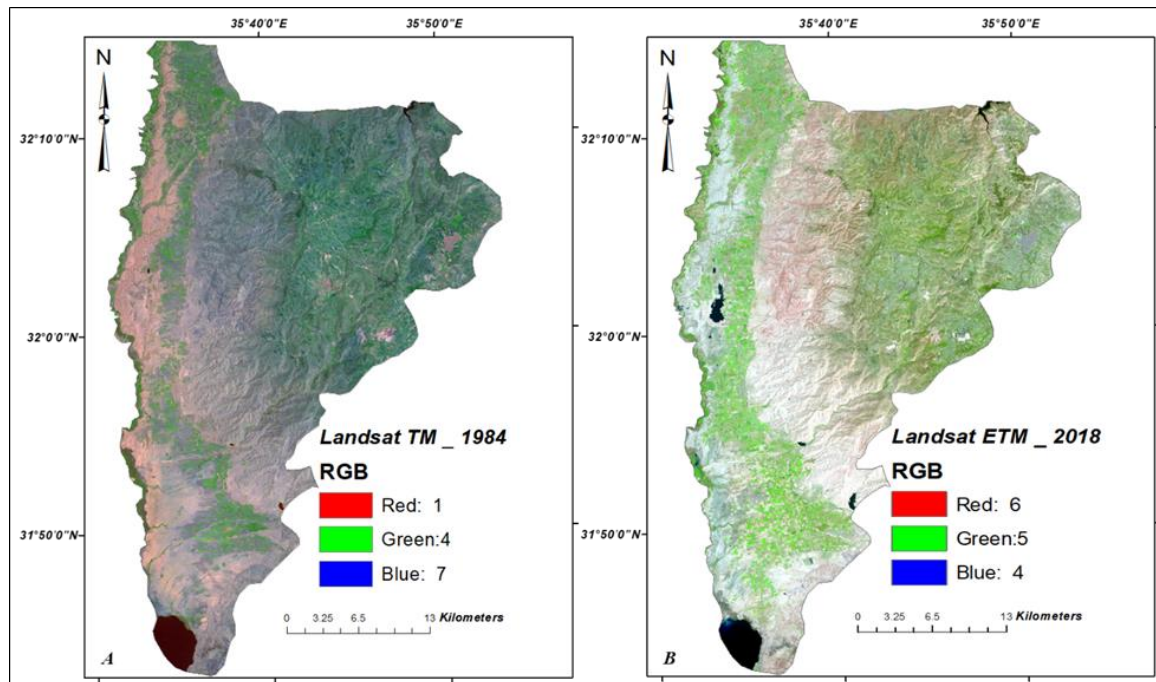 35°40'0"E 35°50'0"E
N
32°10'0"N
32°0'0"N
31°50'0"N
Landsat TM _ 1984
RGB
Red: 1
Green:4
Blue: 7
0 3.25 6.5 13 Kilometers
A
35°40'0"E 35°50'0"E
N
32°10'0"N
32°0'0"N
31°50'0"N
Landsat ETM _ 2018
RGB
Red: 6
Green:5
Blue: 4
0 3.25 6.5 13 Kilometers
B